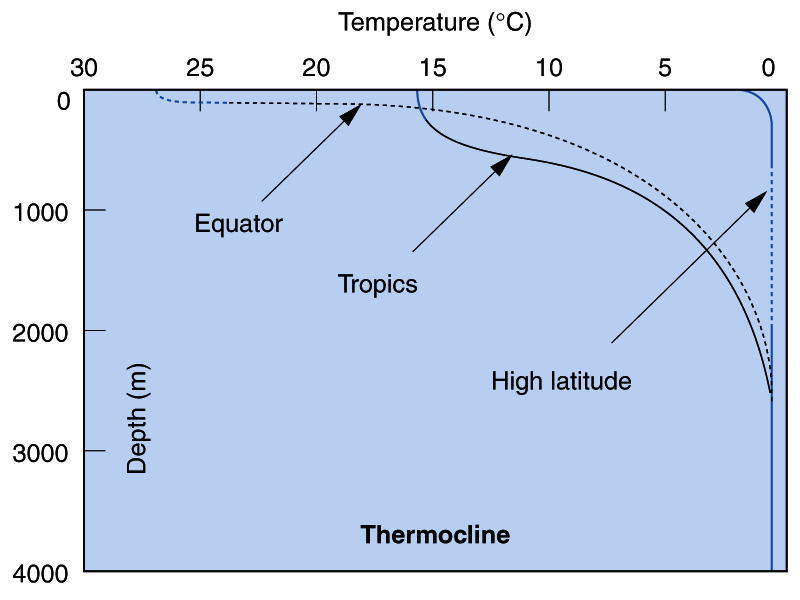 Temperature (°C)
30 25 20 15 10 5 0
0
1000
2000
3000
4000
Depth (m)
Equator
Tropics
High latitude
Thermocline